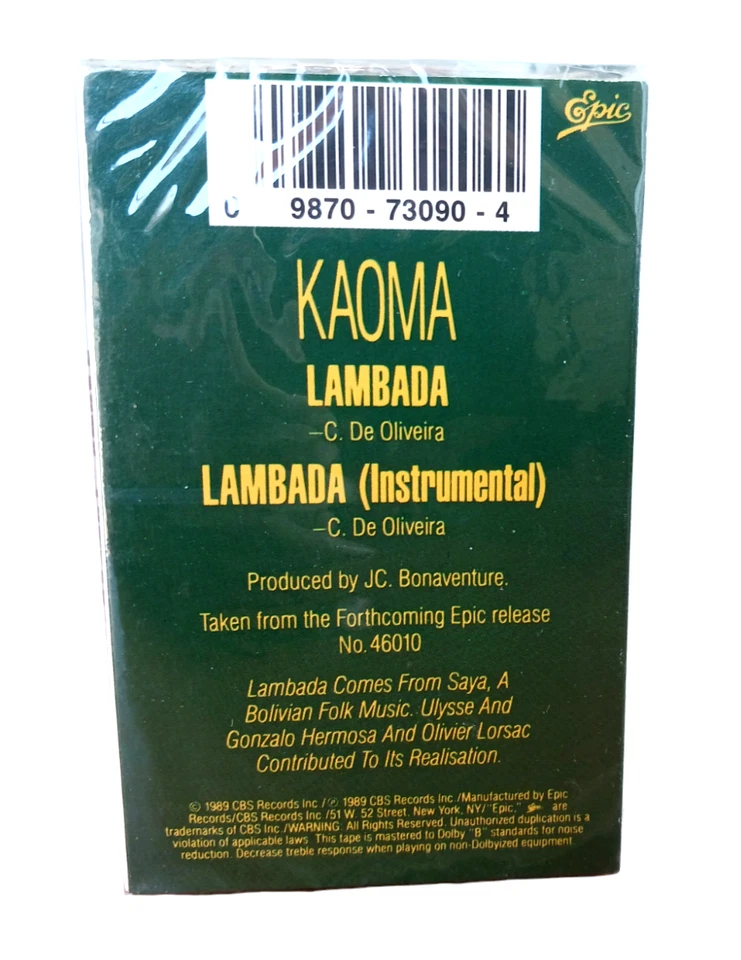 Epic
0 9870 - 73090 - 4
KAOMA
LAMBADA
–C. De Oliveira
LAMBADA (Instrumental)
–C. De Oliveira
Produced by JC. Bonaventure.
Taken from the Forthcoming Epic release
No. 46010
Lambada Comes From Saya, A
Bolivian Folk Music. Ulysse And
Gonzalo Hermosa And Olivier Lorsac
Contributed To Its Realisation.
© 1989 CBS Records Inc./℗ 1989 CBS Records Inc./Manufactured by Epic
Records/CBS Records Inc./51 W. 52 Street, New York, NY/"Epic," Epic are
trademarks of CBS Inc./WARNING: All Rights Reserved. Unauthorized duplication is a
violation of applicable laws. This tape is mastered to Dolby "B" standards for noise
reduction. Decrease treble response when playing on non-Dolbyized equipment.